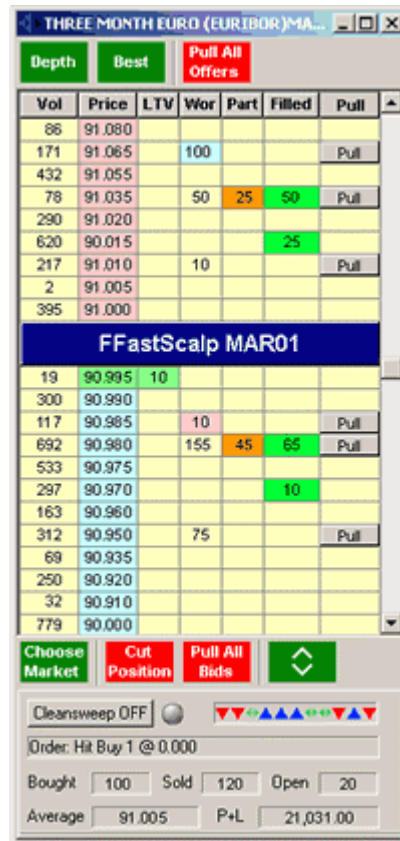 THREE MONTH EURO (EURIBOR)MA...
Depth Best Pull All Offers
Vol Price LTV Wor Part Filled Pull
86 91.080
171 91.065 100 Pull
432 91.055
78 91.035 50 25 50 Pull
290 91.020
620 90.015 25
217 91.010 10 Pull
2 91.005
395 91.000
FFastScalp MAR01
19 90.995 10
300 90.990
117 90.985 10 Pull
692 90.980 155 45 65 Pull
533 90.975
297 90.970 10
163 90.960
312 90.950 75 Pull
69 90.935
250 90.920
32 90.910
779 90.000
Choose Market Cut Position Pull All Bids
Cleansweep OFF
Order: Hit Buy 1 @ 0.000
Bought 100 Sold 120 Open 20
Average 91.005 P+L 21,031.00